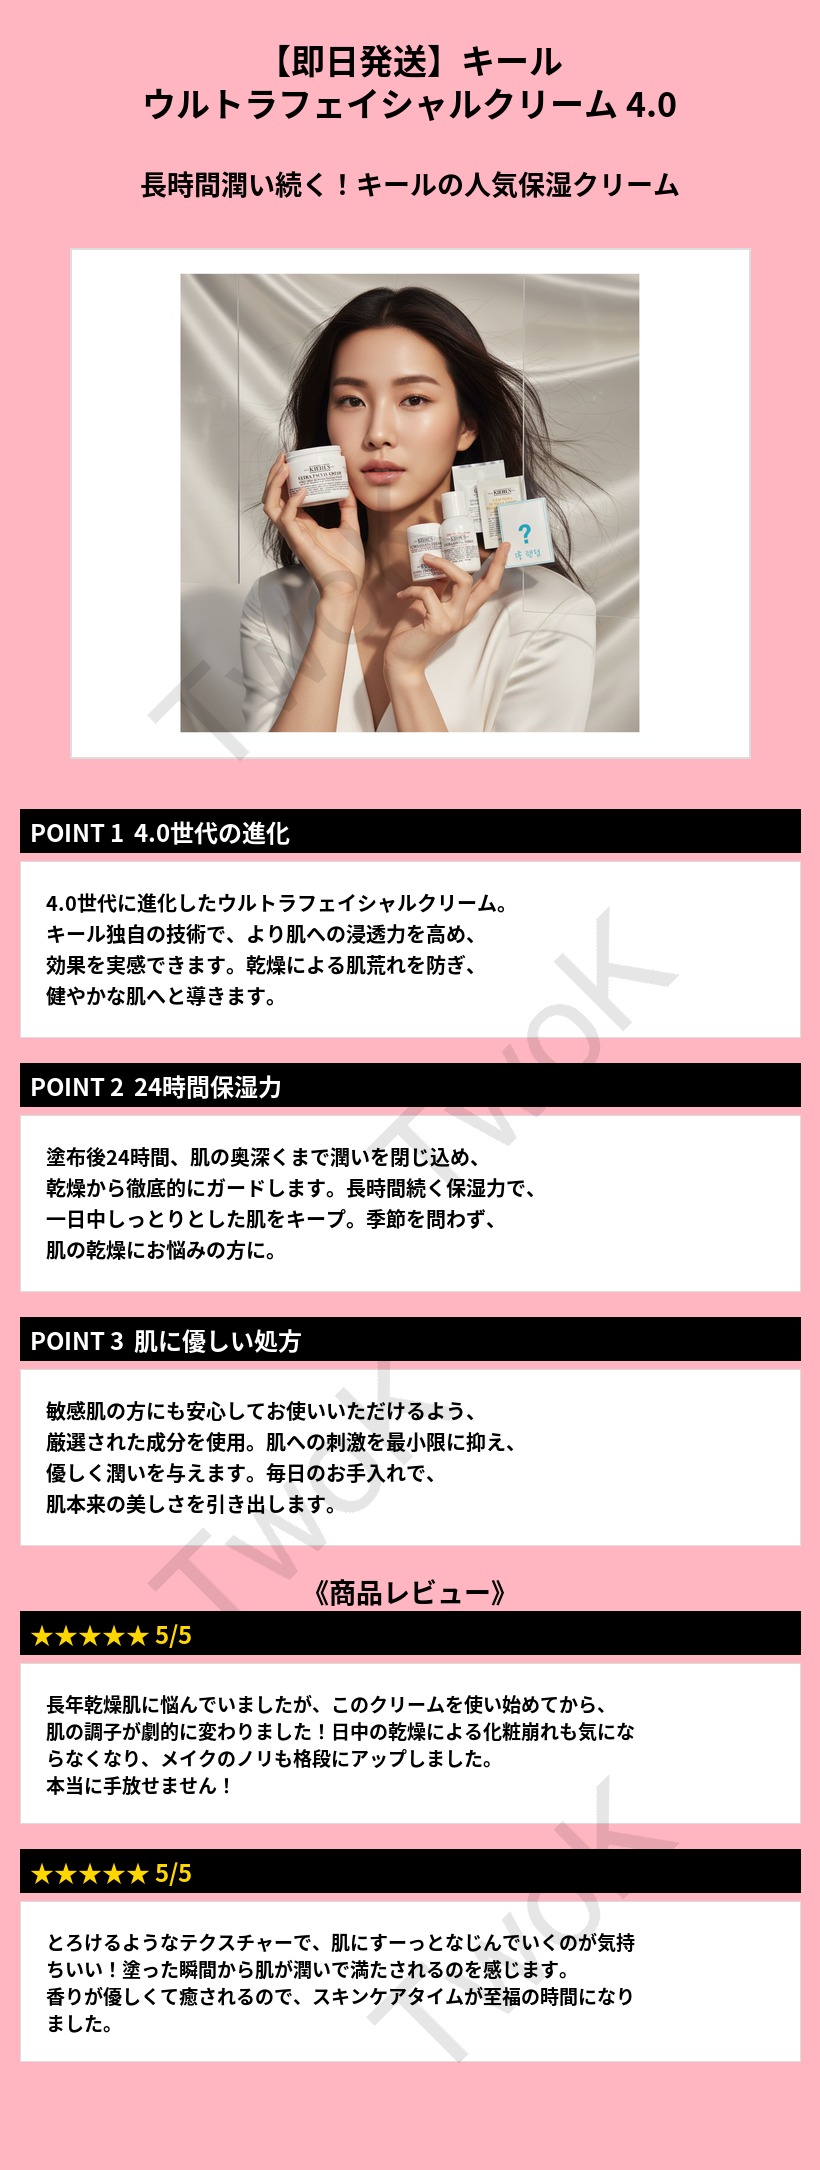 【即日発送】キール
ウルトラフェイシャルクリーム 4.0
長時間潤い続く！キールの人気保湿クリーム
KIEHL'S
ULTRA FACIAL CREAM
KIEHL'S
?
POINT 1 4.0世代の進化
4.0世代に進化したウルトラフェイシャルクリーム。
キール独自の技術で、より肌への浸透力を高め、
効果を実感できます。乾燥による肌荒れを防ぎ、
健やかな肌へと導きます。
POINT 2 24時間保湿力
塗布後24時間、肌の奥深くまで潤いを閉じ込め、
乾燥から徹底的にガードします。長時間続く保湿力で、
一日中しっとりとした肌をキープ。季節を問わず、
肌の乾燥にお悩みの方に。
POINT 3 肌に優しい処方
敏感肌の方にも安心してお使いいただけるよう、
厳選された成分を使用。肌への刺激を最小限に抑え、
優しく潤いを与えます。毎日のお手入れで、
肌本来の美しさを引き出します。
《商品レビュー》
★★★★★ 5/5
長年乾燥肌に悩んでいましたが、このクリームを使い始めてから、
肌の調子が劇的に変わりました！日中の乾燥による化粧崩れも気にな
らなくなり、メイクのノリも格段にアップしました。
本当に手放せません！
★★★★★ 5/5
とろけるようなテクスチャーで、肌にすーっとなじんでいくのが気持
ちいい！塗った瞬間から肌が潤いで満たされるのを感じます。
香りが優しくて癒されるので、スキンケアタイムが至福の時間になり
ました。
TwoK
TwoK
TwoK
TwoK